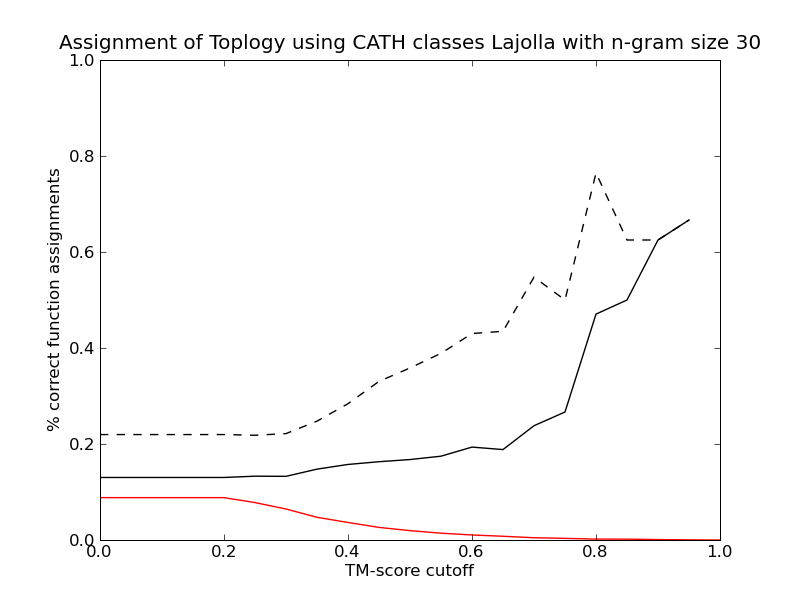 Assignment of Toplogy using CATH classes Lajolla with n-gram size 30
1.0
0.8
0.6
0.4
0.2
0.0
% correct function assignments
0.0 0.2 0.4 0.6 0.8 1.0
TM-score cutoff